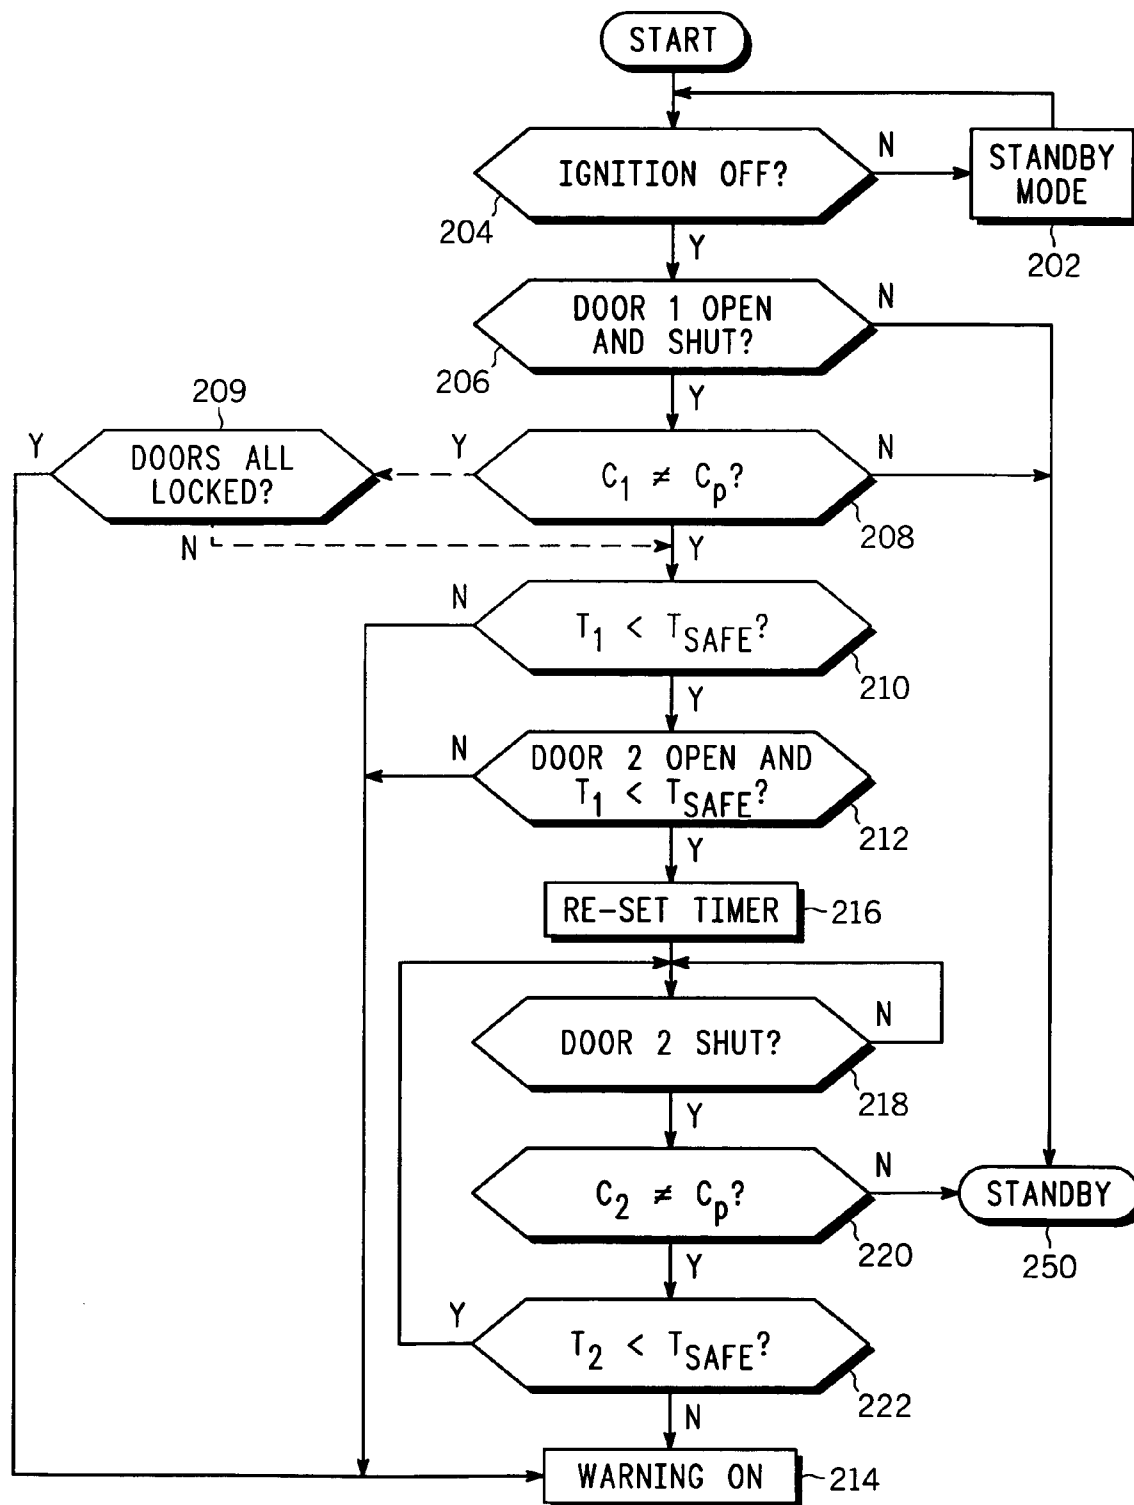 START
IGNITION OFF?
N
STANDBY
MODE
204
202
Y
DOOR 1 OPEN
AND SHUT?
N
206
Y
209
Y
DOORS ALL
LOCKED?
Y
C1 ≠ Cp?
N
208
N
Y
N
T1 < TSAFE?
210
Y
N
DOOR 2 OPEN AND
T1 < TSAFE?
212
Y
RE-SET TIMER
216
DOOR 2 SHUT?
N
218
Y
C2 ≠ Cp?
N
STANDBY
220
250
Y
Y
T2 < TSAFE?
222
N
WARNING ON
214